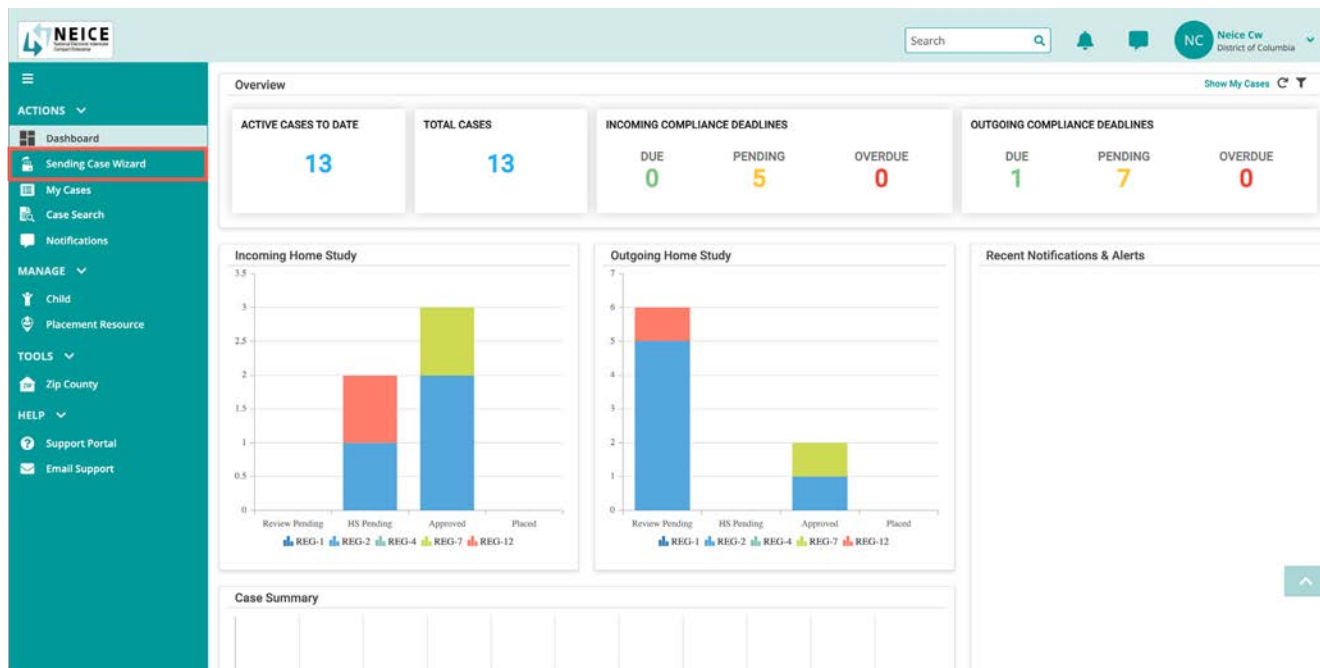 NEICE
National Electronic Interstate
Compact Enterprise
Search
NC
Neice Cw
District of Columbia
ACTIONS
Dashboard
Sending Case Wizard
My Cases
Case Search
Notifications
MANAGE
Child
Placement Resource
TOOLS
ZIP
Zip County
HELP
Support Portal
Email Support
Overview
Show My Cases
ACTIVE CASES TO DATE
13
TOTAL CASES
13
INCOMING COMPLIANCE DEADLINES
DUE PENDING OVERDUE
0 5 0
OUTGOING COMPLIANCE DEADLINES
DUE PENDING OVERDUE
1 7 0
Incoming Home Study
3.5
3
2.5
2
1.5
1
0.5
0
Review Pending HS Pending Approved Placed
REG-1 REG-2 REG-4 REG-7 REG-12
Outgoing Home Study
7
6
5
4
3
2
1
0
Review Pending HS Pending Approved Placed
REG-1 REG-2 REG-4 REG-7 REG-12
Recent Notifications & Alerts
Case Summary